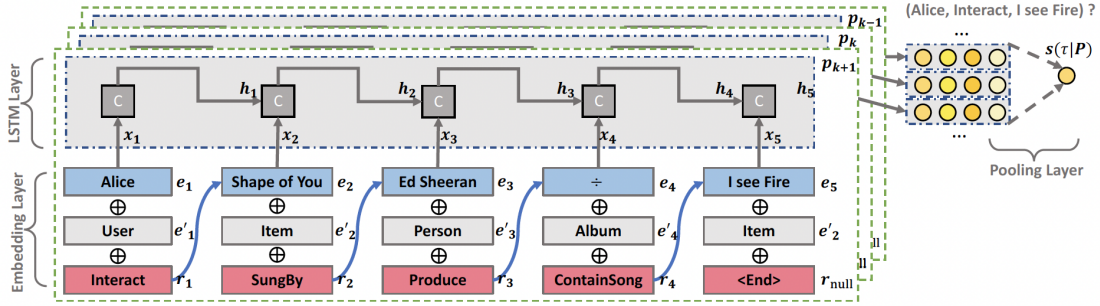 (Alice, Interact, I see Fire) ?
p_{k−1}
p_k
p_{k+1}
...
s(τ|P)
...
Pooling Layer
LSTM Layer
C h_1 C h_2 C h_3 C h_4 C h_5
x_1 x_2 x_3 x_4 x_5
Embedding Layer
Alice e_1 Shape of You e_2 Ed Sheeran e_3 ÷ e_4 I see Fire e_5
⊕ ⊕ ⊕ ⊕ ⊕
User e'_1 Item e'_2 Person e'_3 Album e'_4 Item e'_2
ll
⊕ ⊕ ⊕ ⊕ ⊕
ll
Interact r_1 SungBy r_2 Produce r_3 ContainSong r_4 <End> r_null